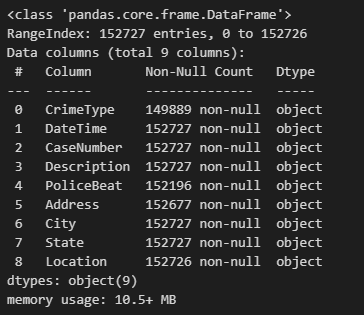 <class 'pandas.core.frame.DataFrame'>
RangeIndex: 152727 entries, 0 to 152726
Data columns (total 9 columns):
 #   Column       Non-Null Count   Dtype
---  ------       --------------   -----
 0   CrimeType    149889 non-null  object
 1   DateTime     152727 non-null  object
 2   CaseNumber   152727 non-null  object
 3   Description  152727 non-null  object
 4   PoliceBeat   152196 non-null  object
 5   Address      152677 non-null  object
 6   City         152727 non-null  object
 7   State        152727 non-null  object
 8   Location     152726 non-null  object
dtypes: object(9)
memory usage: 10.5+ MB